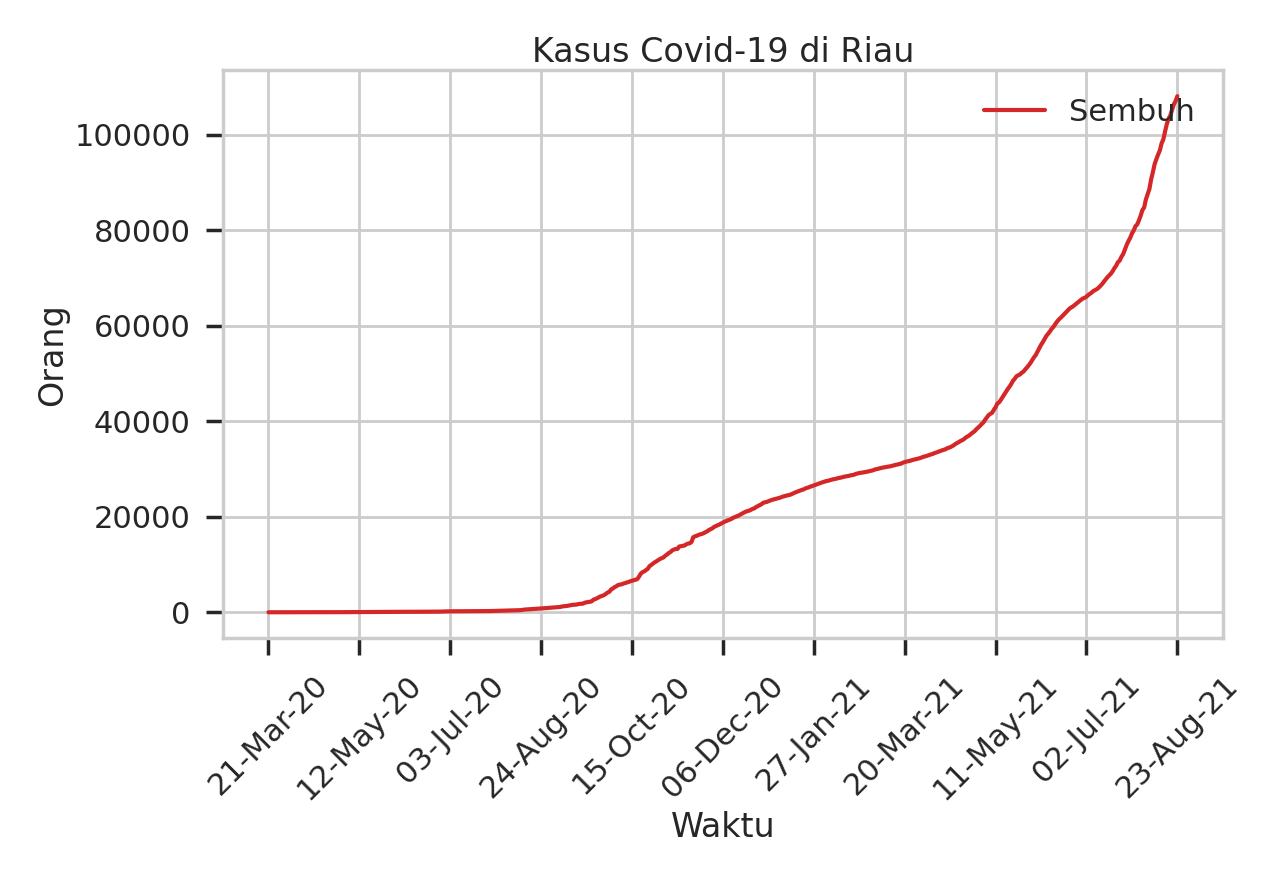 Kasus Covid-19 di Riau
Sembuh
Orang
100000
80000
60000
40000
20000
0
21-Mar-20
12-May-20
03-Jul-20
24-Aug-20
15-Oct-20
06-Dec-20
27-Jan-21
20-Mar-21
11-May-21
02-Jul-21
23-Aug-21
Waktu